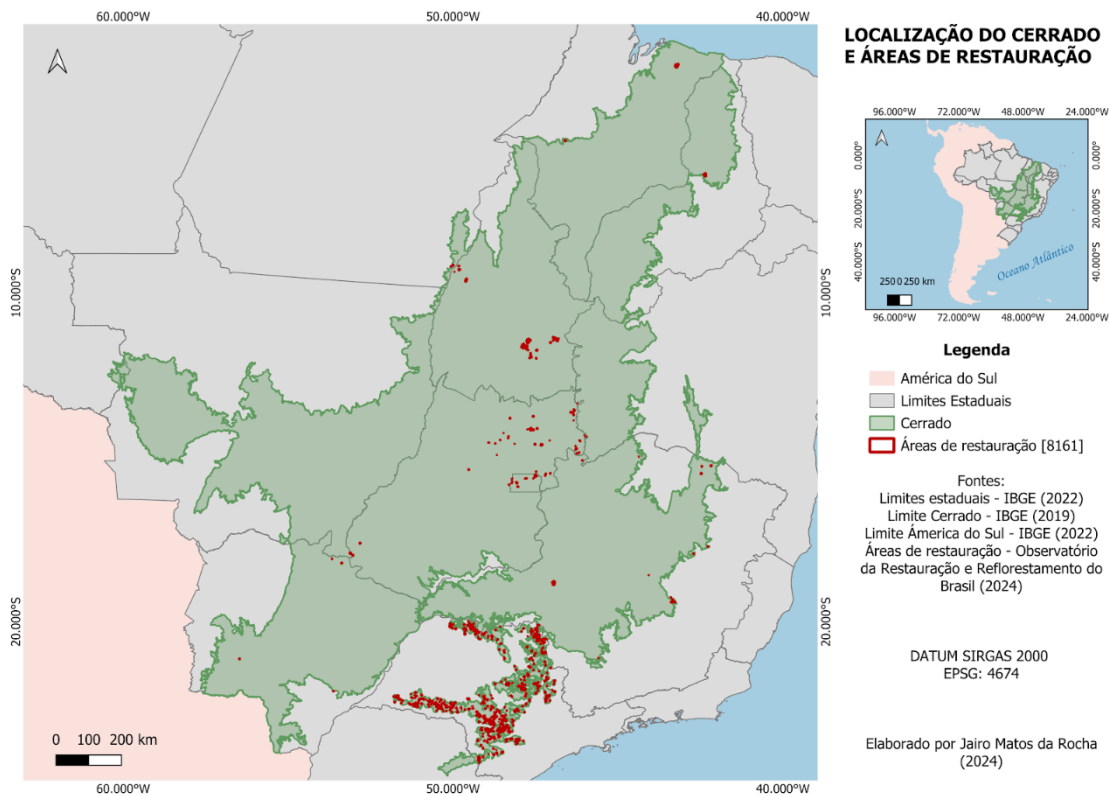 60.000°W 50.000°W 40.000°W
10.000°S 10.000°S
20.000°S 20.000°S
0 100 200 km
60.000°W 50.000°W 40.000°W
LOCALIZAÇÃO DO CERRADO
E ÁREAS DE RESTAURAÇÃO
96.000°W 72.000°W 48.000°W 24.000°W
0.000° 0.000°
20.000°S 20.000°S
40.000°S 40.000°S
Oceano Atlântico
250 0 250 km
96.000°W 72.000°W 48.000°W 24.000°W
Legenda
América do Sul
Limites Estaduais
Cerrado
Áreas de restauração [8161]
Fontes:
Limites estaduais - IBGE (2022)
Limite Cerrado - IBGE (2019)
Limite Ámerica do Sul - IBGE (2022)
Áreas de restauração - Observatório
da Restauração e Reflorestamento do
Brasil (2024)
DATUM SIRGAS 2000
EPSG: 4674
Elaborado por Jairo Matos da Rocha
(2024)